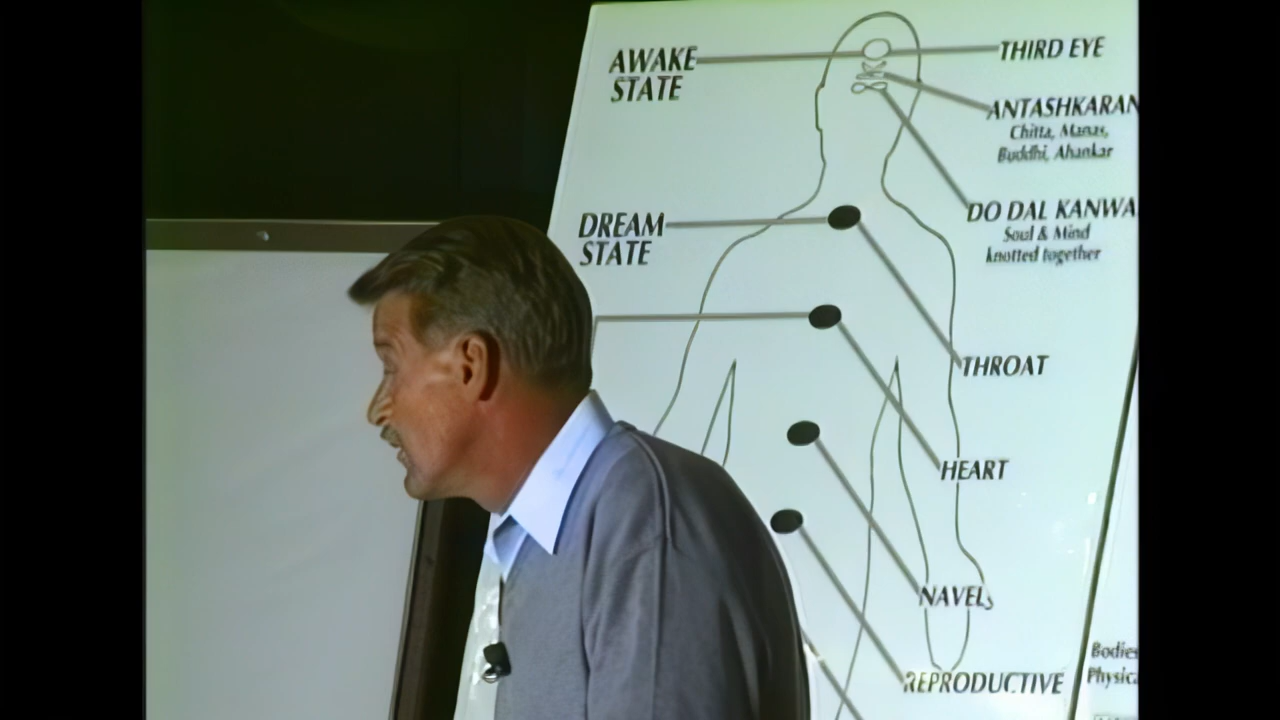 AWAKE
STATE
THIRD EYE
ANTASHKARAN
Chitta, Manas,
Buddhi, Ahankar
DO DAL KANWA
Soul & Mind
knotted together
DREAM
STATE
THROAT
HEART
NAVEL
REPRODUCTIVE
Bodies
Physic